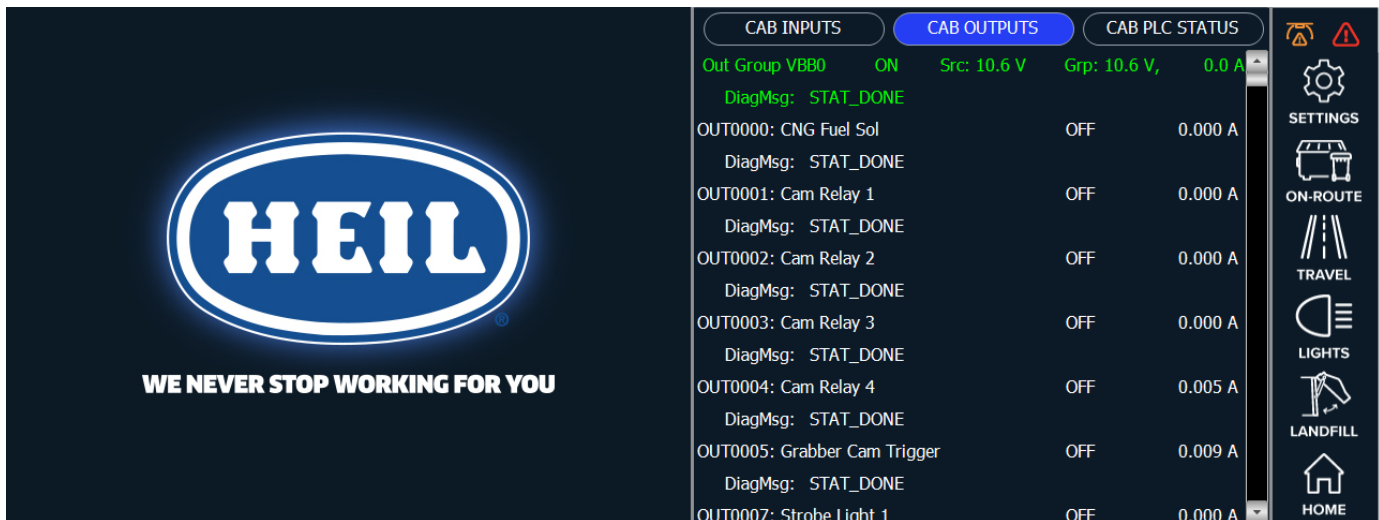 HEIL
®
WE NEVER STOP WORKING FOR YOU
CAB INPUTS CAB OUTPUTS CAB PLC STATUS
Out Group VBB0 ON Src: 10.6 V Grp: 10.6 V, 0.0 A
DiagMsg: STAT_DONE
OUT0000: CNG Fuel Sol OFF 0.000 A
DiagMsg: STAT_DONE
OUT0001: Cam Relay 1 OFF 0.000 A
DiagMsg: STAT_DONE
OUT0002: Cam Relay 2 OFF 0.000 A
DiagMsg: STAT_DONE
OUT0003: Cam Relay 3 OFF 0.000 A
DiagMsg: STAT_DONE
OUT0004: Cam Relay 4 OFF 0.005 A
DiagMsg: STAT_DONE
OUT0005: Grabber Cam Trigger OFF 0.009 A
DiagMsg: STAT_DONE
OUT0007: Strobe Light 1 OFF 0.000 A
SETTINGS
ON-ROUTE
TRAVEL
LIGHTS
LANDFILL
HOME